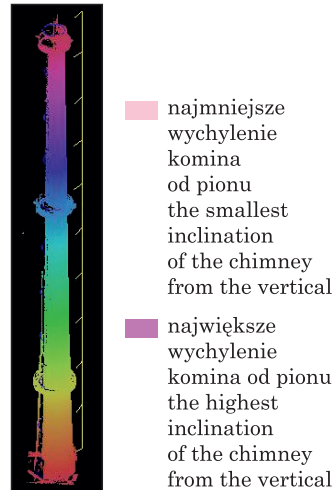 najmniejsze
wychylenie
komina
od pionu
the smallest
inclination
of the chimney
from the vertical
największe
wychylenie
komina od pionu
the highest
inclination
of the chimney
from the vertical